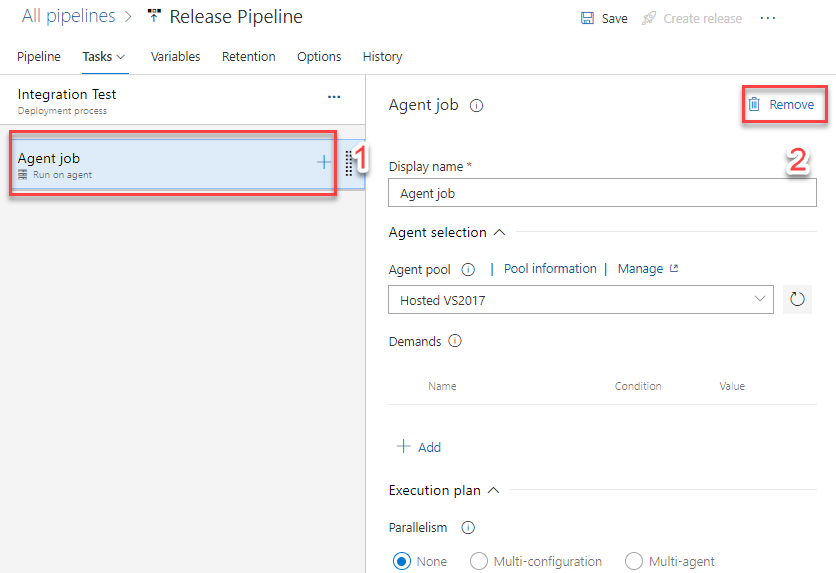 All pipelines > Release Pipeline
Save
Create release
...
Pipeline
Tasks
Variables
Retention
Options
History
Integration Test
...
Deployment process
Agent job
Run on agent
1
Agent job
Remove
2
Display name *
Agent job
Agent selection
Agent pool | Pool information | Manage
Hosted VS2017
Demands
Name Condition Value
+ Add
Execution plan
Parallelism
None Multi-configuration Multi-agent